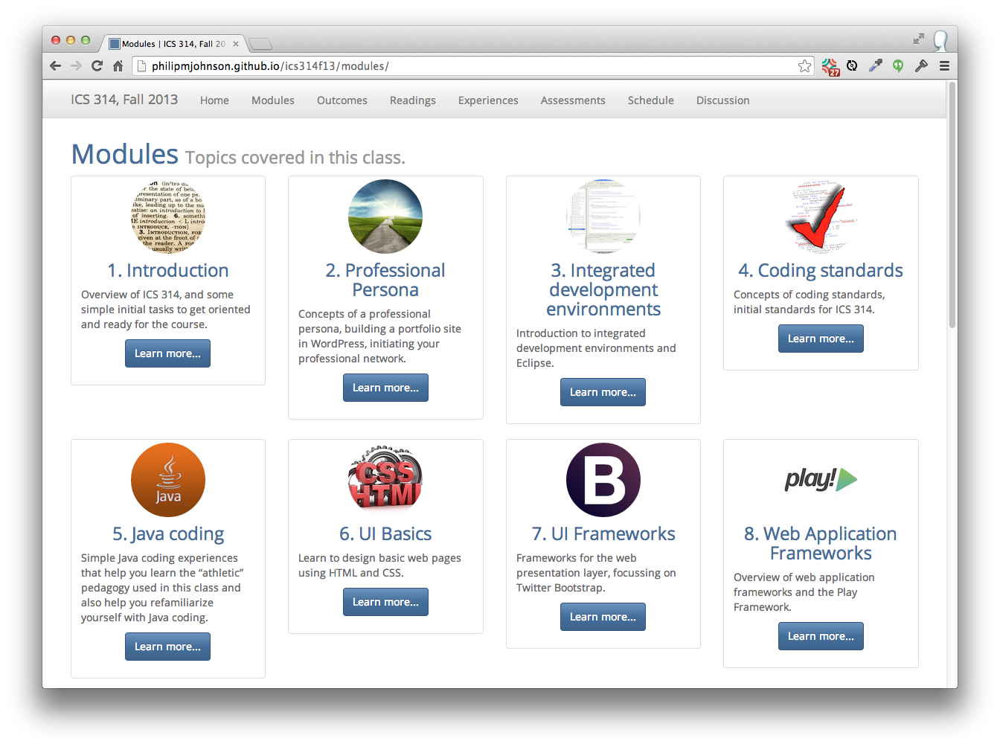 Modules | ICS 314, Fall 20
philipmjohnson.github.io/ics314f13/modules/
27
ICS 314, Fall 2013 Home Modules Outcomes Readings Experiences Assessments Schedule Discussion
Modules Topics covered in this class.
1. Introduction
Overview of ICS 314, and some
simple initial tasks to get oriented
and ready for the course.
Learn more...
2. Professional
Persona
Concepts of a professional
persona, building a portfolio site
in WordPress, initiating your
professional network.
Learn more...
3. Integrated
development
environments
Introduction to integrated
development environments and
Eclipse.
Learn more...
4. Coding standards
Concepts of coding standards,
initial standards for ICS 314.
Learn more...
Java
5. Java coding
Simple Java coding experiences
that help you learn the “athletic”
pedagogy used in this class and
also help you refamiliarize
yourself with Java coding.
Learn more...
CSS
HTML
6. UI Basics
Learn to design basic web pages
using HTML and CSS.
Learn more...
B
7. UI Frameworks
Frameworks for the web
presentation layer, focussing on
Twitter Bootstrap.
Learn more...
play!
8. Web Application
Frameworks
Overview of web application
frameworks and the Play
Framework.
Learn more...